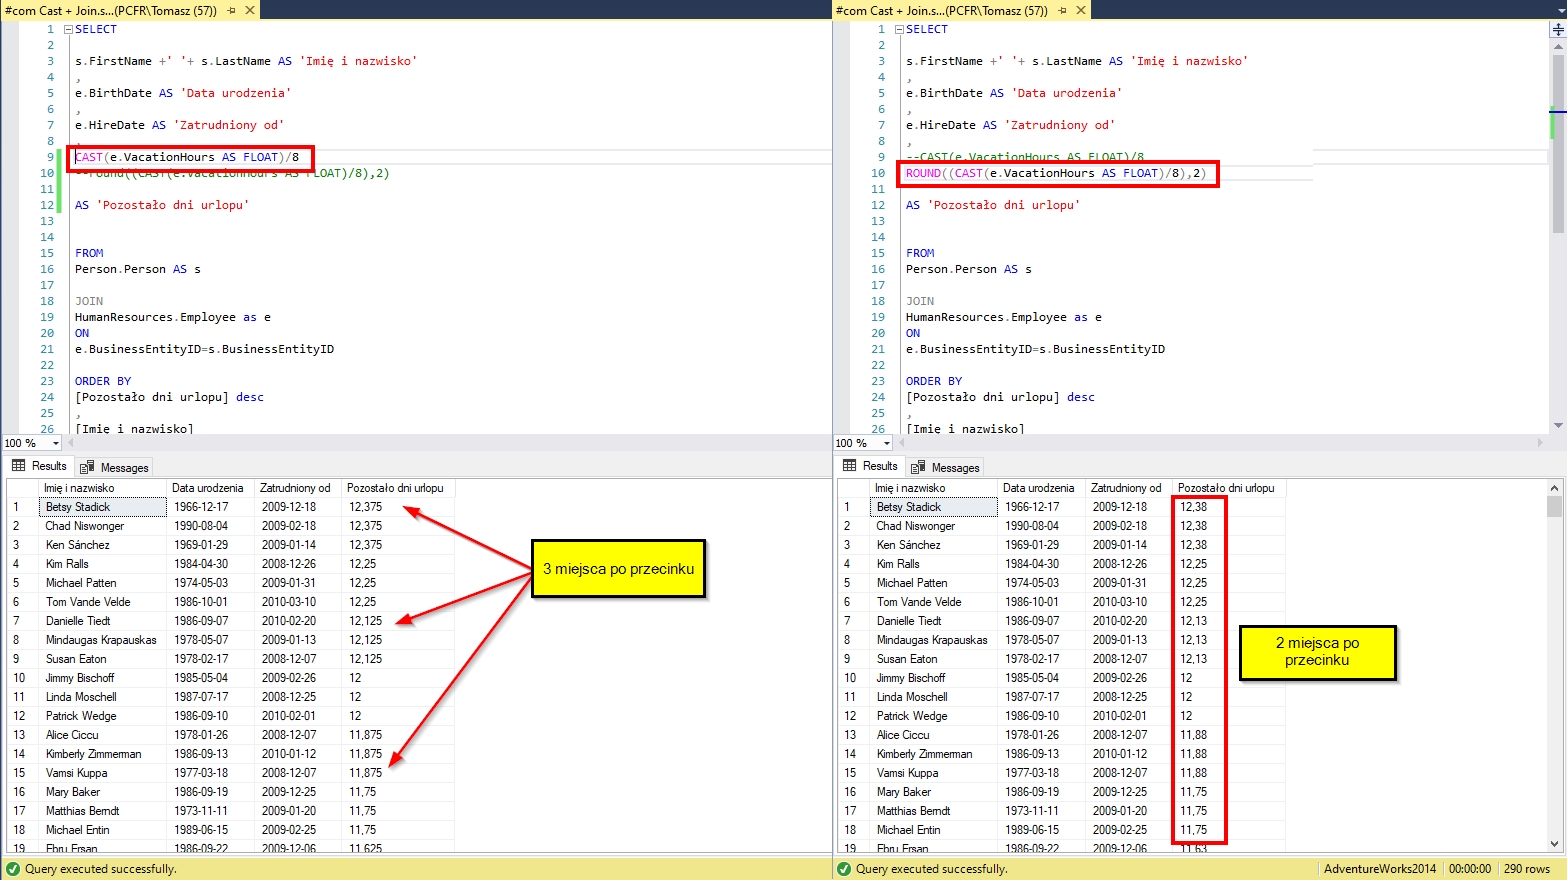 #com Cast + Join.s...(PCFR\Tomasz (57))
1 SELECT
2
3 s.FirstName +' '+ s.LastName AS 'Imię i nazwisko'
4 ,
5 e.BirthDate AS 'Data urodzenia'
6 ,
7 e.HireDate AS 'Zatrudniony od'
8 ,
9 CAST(e.VacationHours AS FLOAT)/8
10 --round((CAST(e.VacationHours AS FLOAT)/8),2)
11
12 AS 'Pozostało dni urlopu'
13
14
15 FROM
16 Person.Person AS s
17
18 JOIN
19 HumanResources.Employee as e
20 ON
21 e.BusinessEntityID=s.BusinessEntityID
22
23 ORDER BY
24 [Pozostało dni urlopu] desc
25 ,
26 [Imię i nazwisko]
100 %
Results Messages
Imię i nazwisko Data urodzenia Zatrudniony od Pozostało dni urlopu
1 Betsy Stadick 1966-12-17 2009-12-18 12,375
2 Chad Niswonger 1990-08-04 2009-02-18 12,375
3 Ken Sánchez 1969-01-29 2009-01-14 12,375
4 Kim Ralls 1984-04-30 2008-12-26 12,25
5 Michael Patten 1974-05-03 2009-01-31 12,25
6 Tom Vande Velde 1986-10-01 2010-03-10 12,25
7 Danielle Tiedt 1986-09-07 2010-02-20 12,125
8 Mindaugas Krapauskas 1978-05-07 2009-01-13 12,125
9 Susan Eaton 1978-02-17 2008-12-07 12,125
10 Jimmy Bischoff 1985-05-04 2009-02-26 12
11 Linda Moschell 1987-07-17 2008-12-25 12
12 Patrick Wedge 1986-09-10 2010-02-01 12
13 Alice Ciccu 1978-01-26 2008-12-07 11,875
14 Kimberly Zimmerman 1986-09-13 2010-01-12 11,875
15 Vamsi Kuppa 1977-03-18 2008-12-07 11,875
16 Mary Baker 1986-09-19 2009-12-25 11,75
17 Matthias Berndt 1973-11-11 2009-01-20 11,75
18 Michael Entin 1989-06-15 2009-02-25 11,75
19 Ebru Ersan 1986-09-22 2009-12-06 11,625
3 miejsca po przecinku
Query executed successfully.
#com Cast + Join.s...(PCFR\Tomasz (57))
1 SELECT
2
3 s.FirstName +' '+ s.LastName AS 'Imię i nazwisko'
4 ,
5 e.BirthDate AS 'Data urodzenia'
6 ,
7 e.HireDate AS 'Zatrudniony od'
8 ,
9 --CAST(e.VacationHours AS FLOAT)/8
10 ROUND((CAST(e.VacationHours AS FLOAT)/8),2)
11
12 AS 'Pozostało dni urlopu'
13
14
15 FROM
16 Person.Person AS s
17
18 JOIN
19 HumanResources.Employee as e
20 ON
21 e.BusinessEntityID=s.BusinessEntityID
22
23 ORDER BY
24 [Pozostało dni urlopu] desc
25 ,
26 [Imię i nazwisko]
100 %
Results Messages
Imię i nazwisko Data urodzenia Zatrudniony od Pozostało dni urlopu
1 Betsy Stadick 1966-12-17 2009-12-18 12,38
2 Chad Niswonger 1990-08-04 2009-02-18 12,38
3 Ken Sánchez 1969-01-29 2009-01-14 12,38
4 Kim Ralls 1984-04-30 2008-12-26 12,25
5 Michael Patten 1974-05-03 2009-01-31 12,25
6 Tom Vande Velde 1986-10-01 2010-03-10 12,25
7 Danielle Tiedt 1986-09-07 2010-02-20 12,13
8 Mindaugas Krapauskas 1978-05-07 2009-01-13 12,13
9 Susan Eaton 1978-02-17 2008-12-07 12,13
10 Jimmy Bischoff 1985-05-04 2009-02-26 12
11 Linda Moschell 1987-07-17 2008-12-25 12
12 Patrick Wedge 1986-09-10 2010-02-01 12
13 Alice Ciccu 1978-01-26 2008-12-07 11,88
14 Kimberly Zimmerman 1986-09-13 2010-01-12 11,88
15 Vamsi Kuppa 1977-03-18 2008-12-07 11,88
16 Mary Baker 1986-09-19 2009-12-25 11,75
17 Matthias Berndt 1973-11-11 2009-01-20 11,75
18 Michael Entin 1989-06-15 2009-02-25 11,75
19 Ebru Ersan 1986-09-22 2009-12-06 11,63
2 miejsca po
przecinku
Query executed successfully. AdventureWorks2014 00:00:00 290 rows